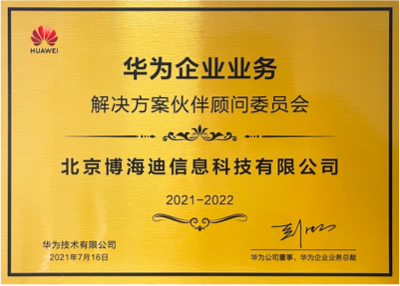 HUAWEI
华为企业业务
解决方案伙伴顾问委员会
北京博海迪信息科技有限公司
2021-2022
华为技术有限公司
2021年7月16日
华为公司董事、华为企业业务总裁